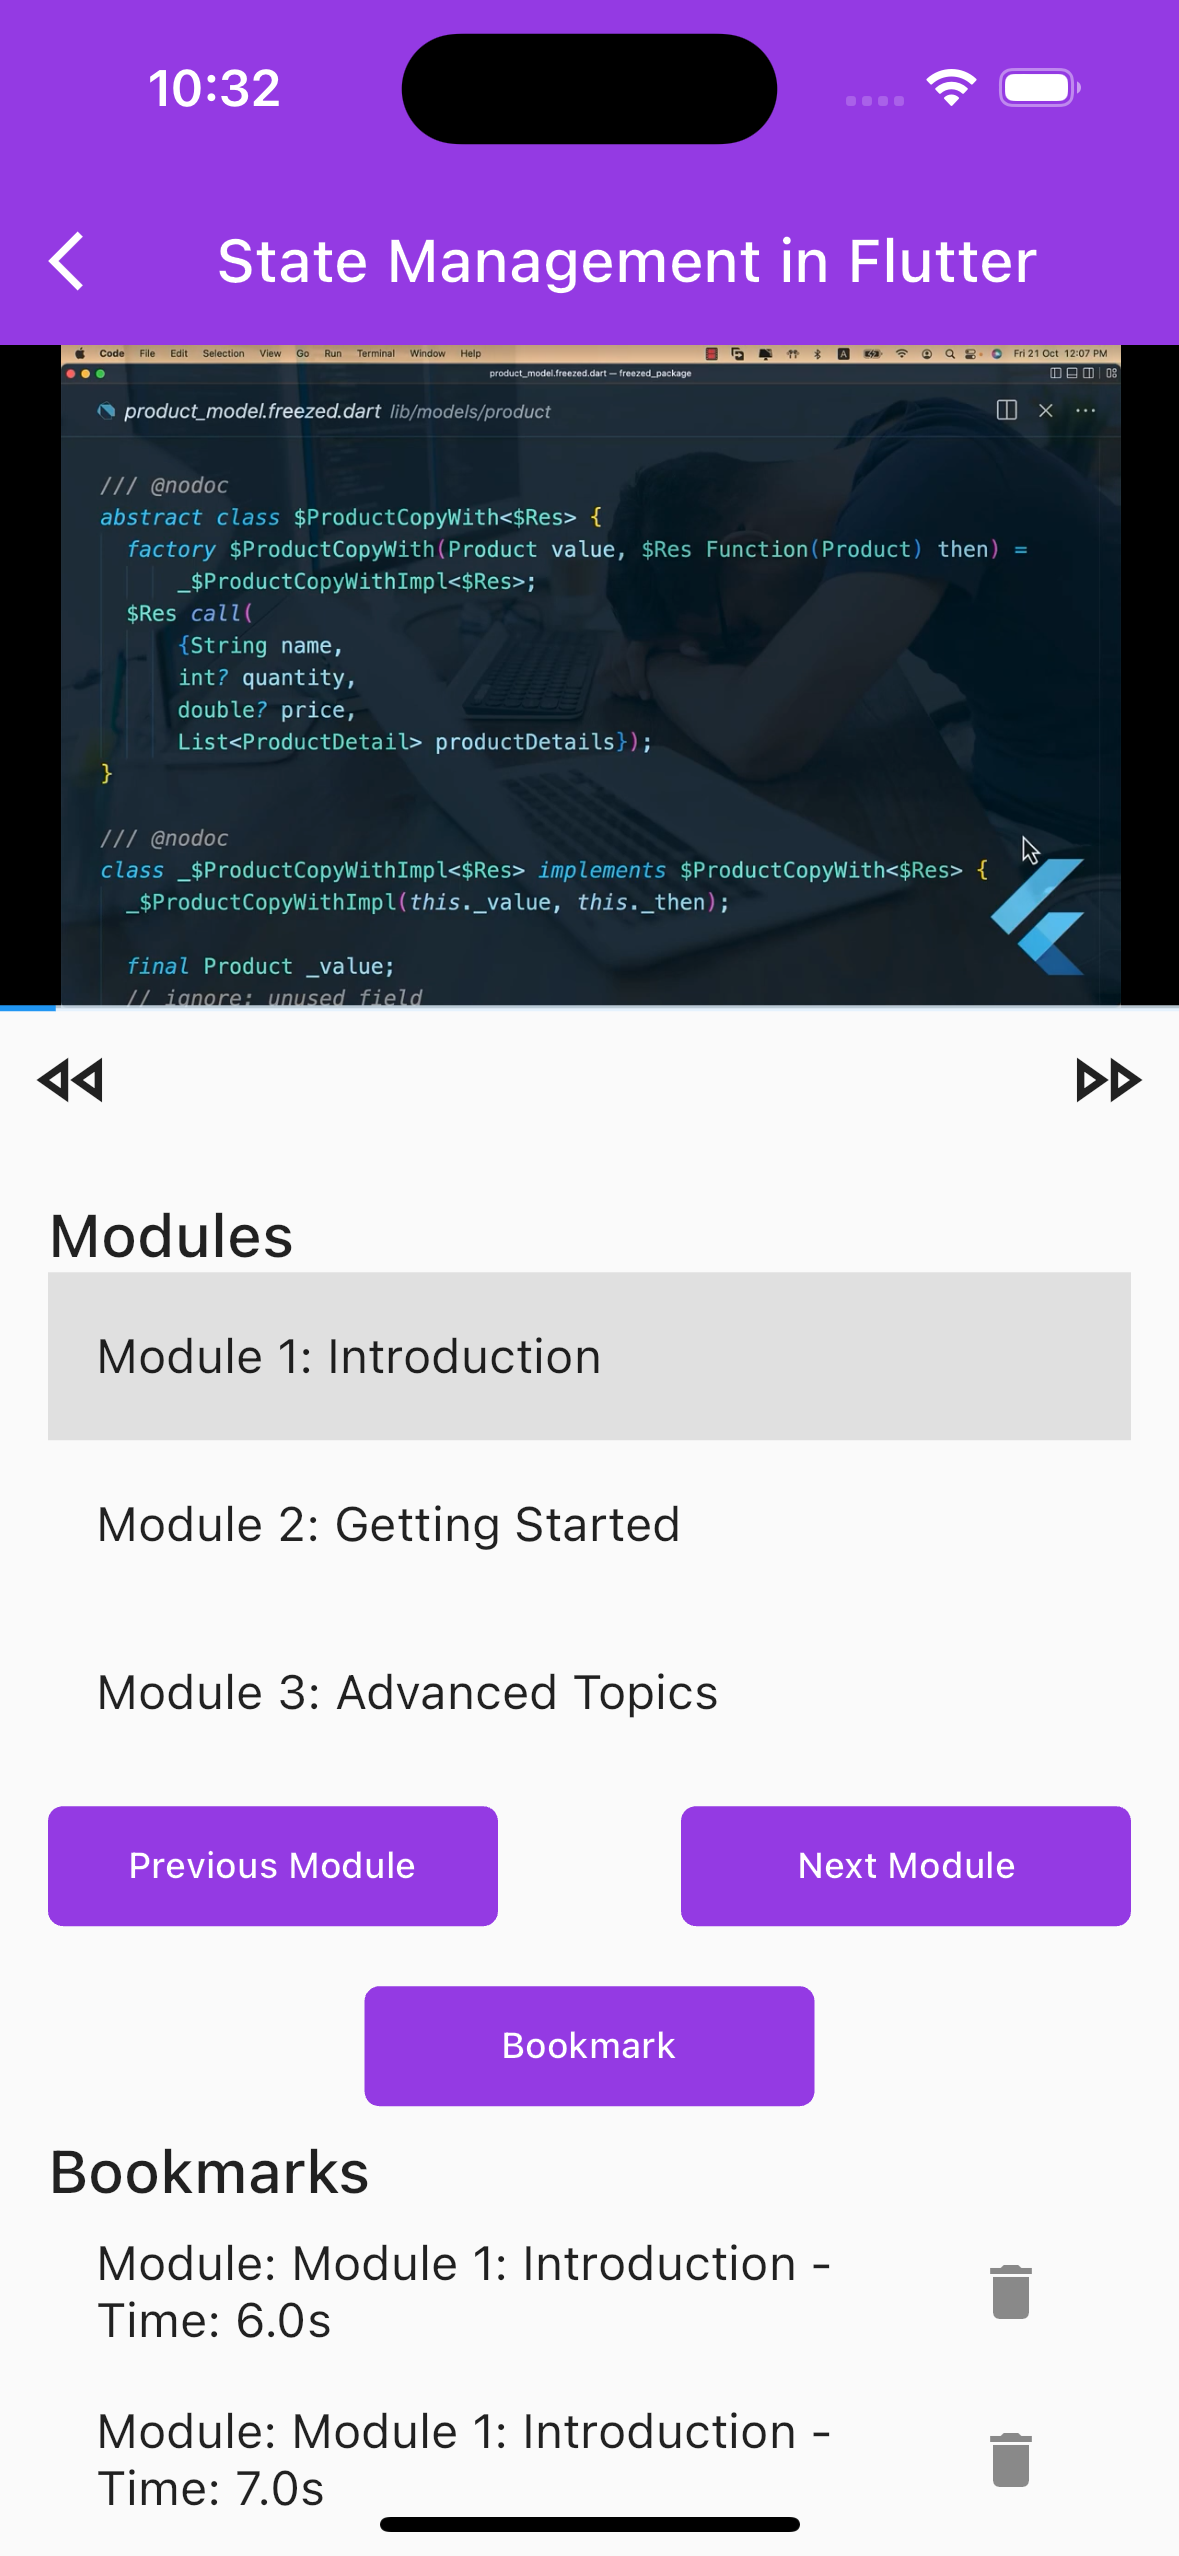 10:32
State Management in Flutter
Code File Edit Selection View Go Run Terminal Window Help Fri 21 Oct 12:07 PM
product_model.freezed.dart — freezed_package
product_model.freezed.dart lib/models/product
/// @nodoc
abstract class $ProductCopyWith<$Res> {
factory $ProductCopyWith(Product value, $Res Function(Product) then) =
_$ProductCopyWithImpl<$Res>;
$Res call(
{String name,
int? quantity,
double? price,
List<ProductDetail> productDetails});
}
/// @nodoc
class _$ProductCopyWithImpl<$Res> implements $ProductCopyWith<$Res> {
_$ProductCopyWithImpl(this._value, this._then);
final Product _value;
// ignore: unused_field
Modules
Module 1: Introduction
Module 2: Getting Started
Module 3: Advanced Topics
Previous Module Next Module
Bookmark
Bookmarks
Module: Module 1: Introduction -
Time: 6.0s
Module: Module 1: Introduction -
Time: 7.0s